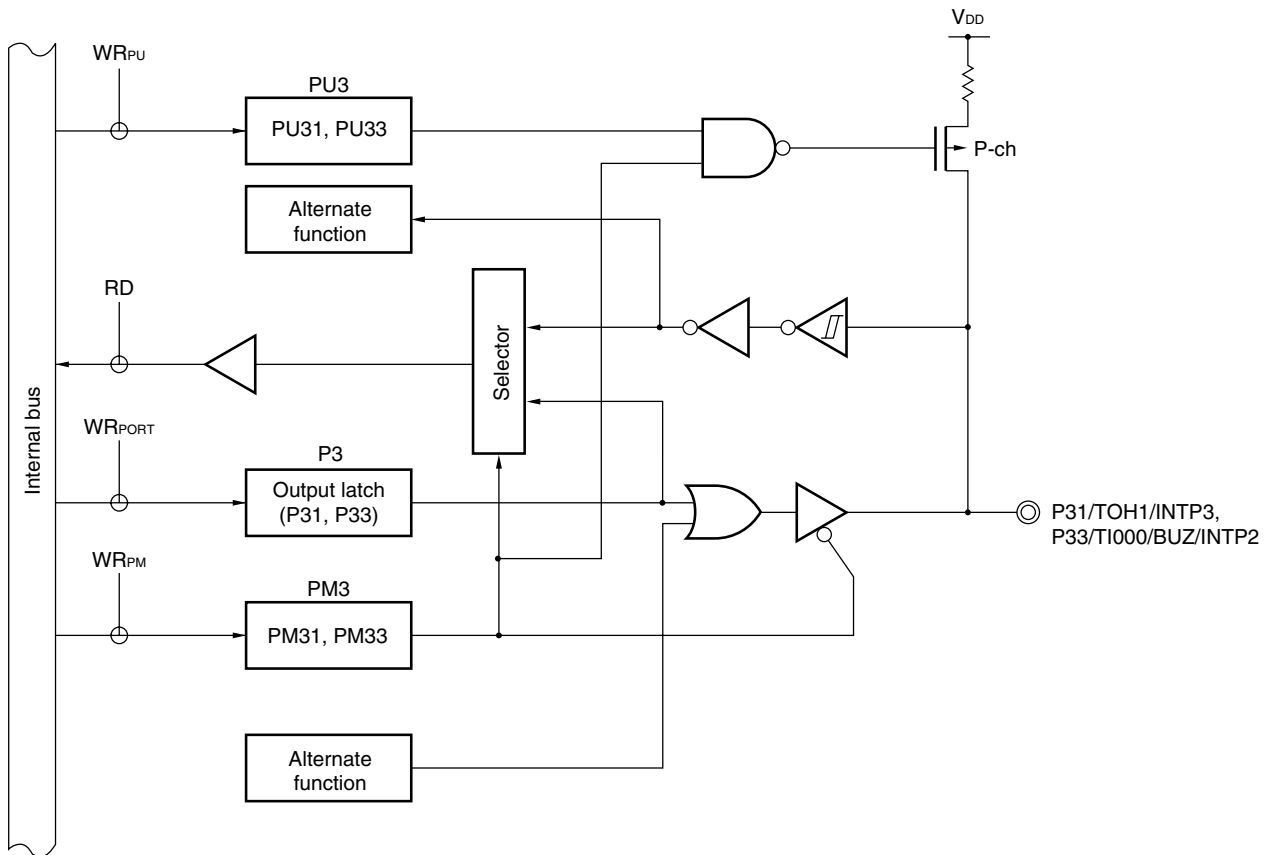 VDD
WRPU
PU3
PU31, PU33
P-ch
Alternate
function
RD
Selector
Internal bus
WRPORT
P3
Output latch
(P31, P33)
P31/TOH1/INTP3,
P33/TI000/BUZ/INTP2
WRPM
PM3
PM31, PM33
Alternate
function